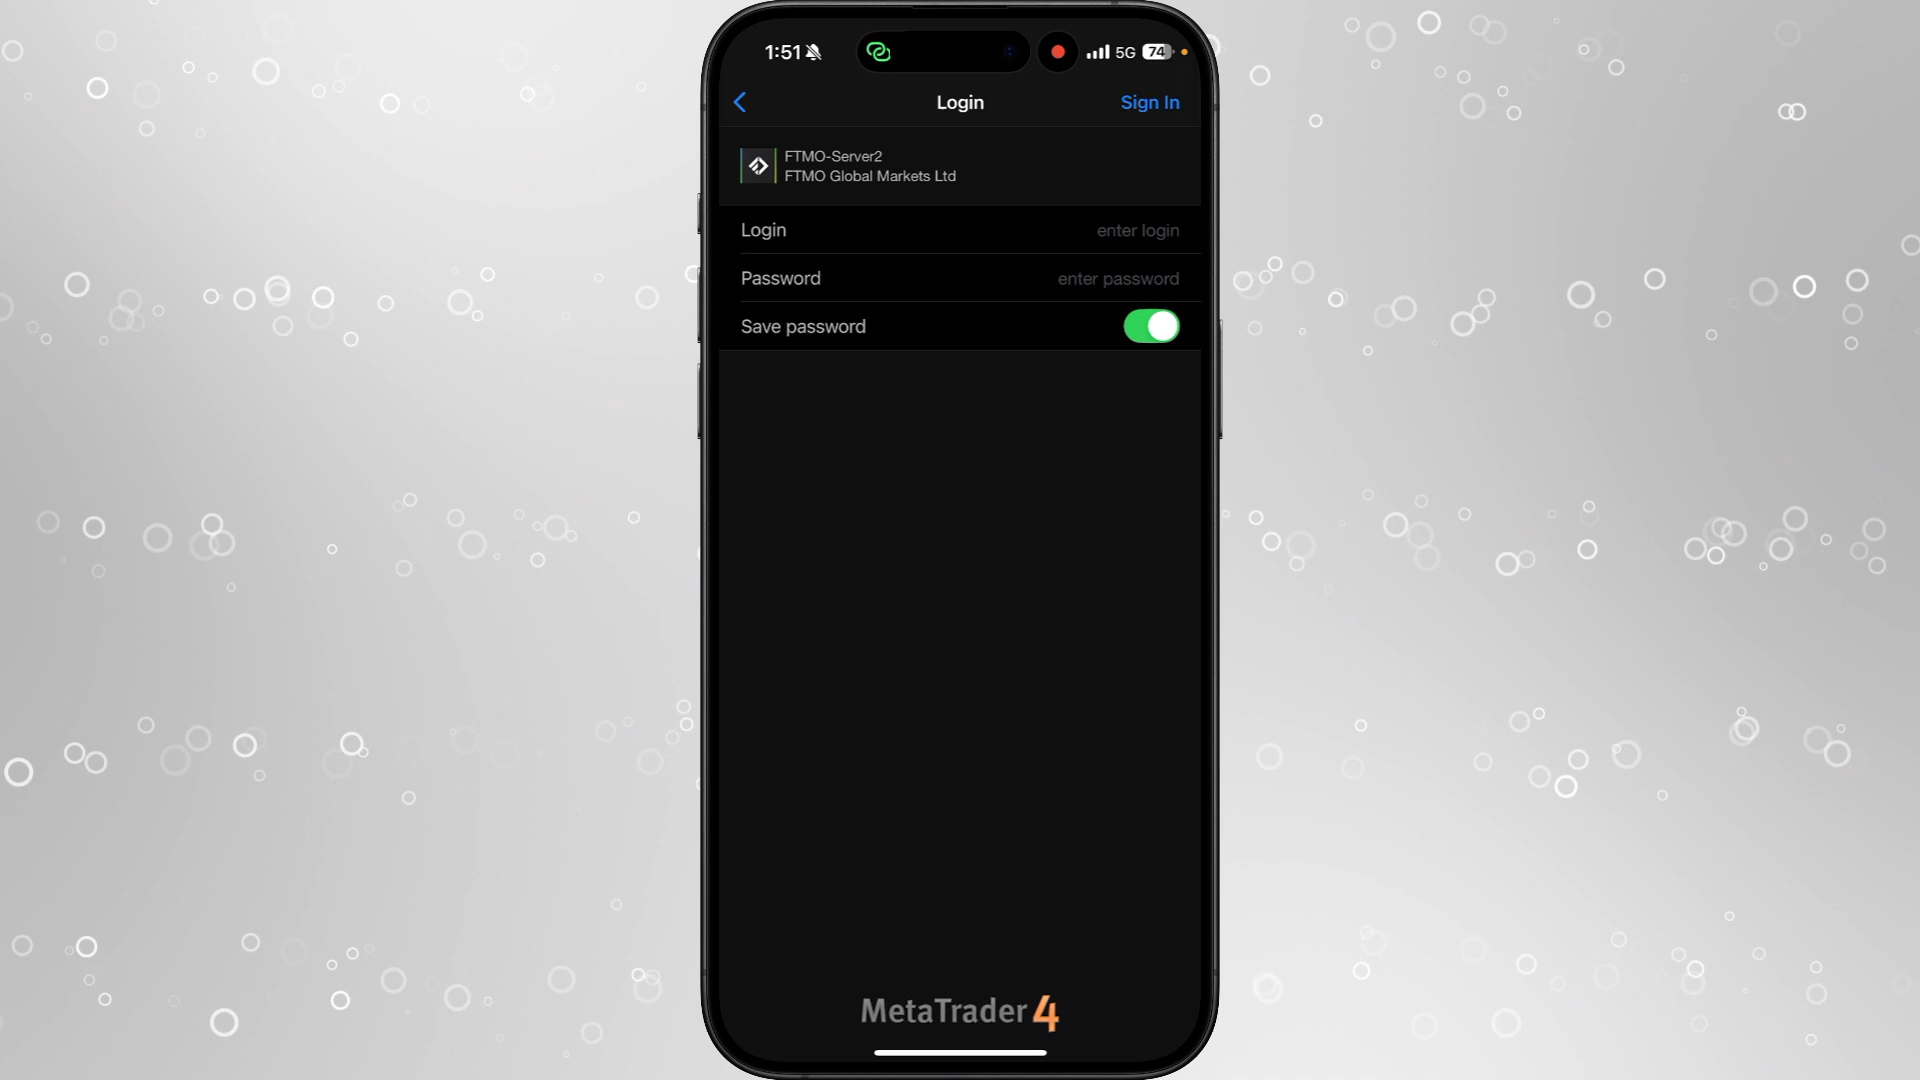 1:51
5G
74
Login
Sign In
FTMO-Server2
FTMO Global Markets Ltd
Login
enter login
Password
enter password
Save password
MetaTrader 4